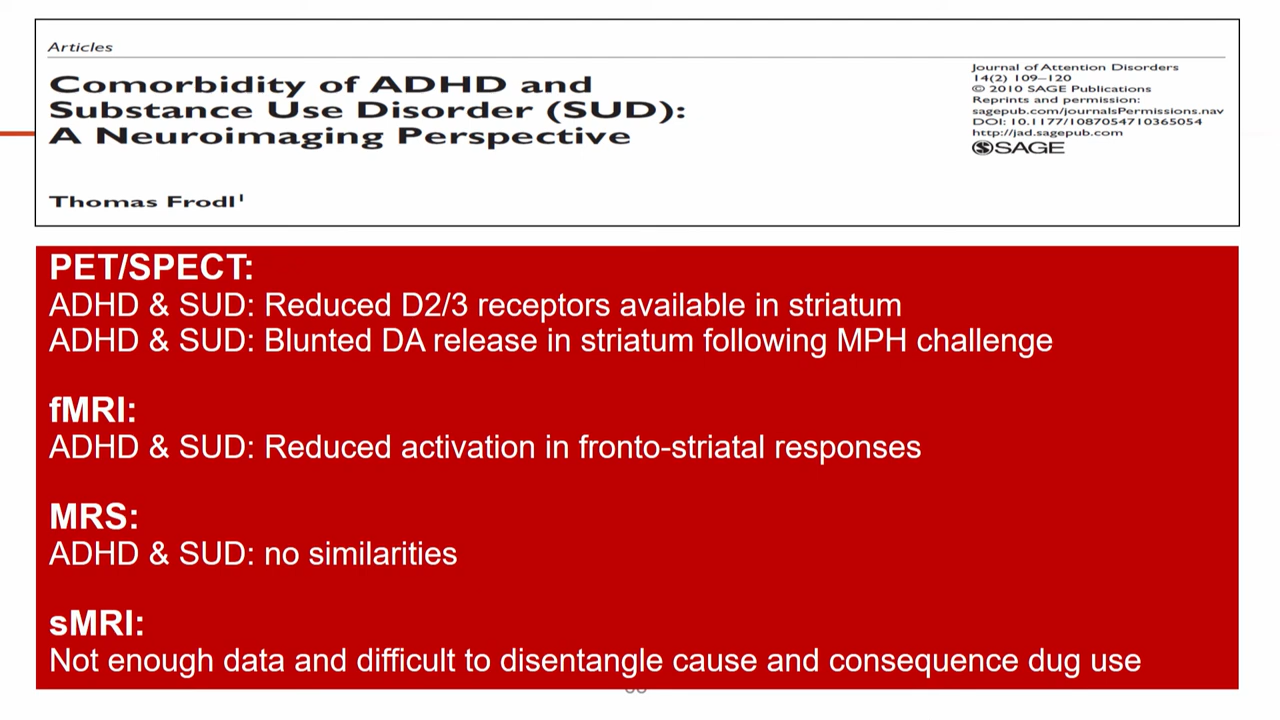 Articles
Comorbidity of ADHD and
Substance Use Disorder (SUD):
A Neuroimaging Perspective
Thomas Frodl¹
Journal of Attention Disorders
14(2) 109–120
© 2010 SAGE Publications
Reprints and permission:
sagepub.com/journalsPermissions.nav
DOI: 10.1177/1087054710365054
http://jad.sagepub.com
SAGE
PET/SPECT:
ADHD & SUD: Reduced D2/3 receptors available in striatum
ADHD & SUD: Blunted DA release in striatum following MPH challenge
fMRI:
ADHD & SUD: Reduced activation in fronto-striatal responses
MRS:
ADHD & SUD: no similarities
sMRI:
Not enough data and difficult to disentangle cause and consequence dug use